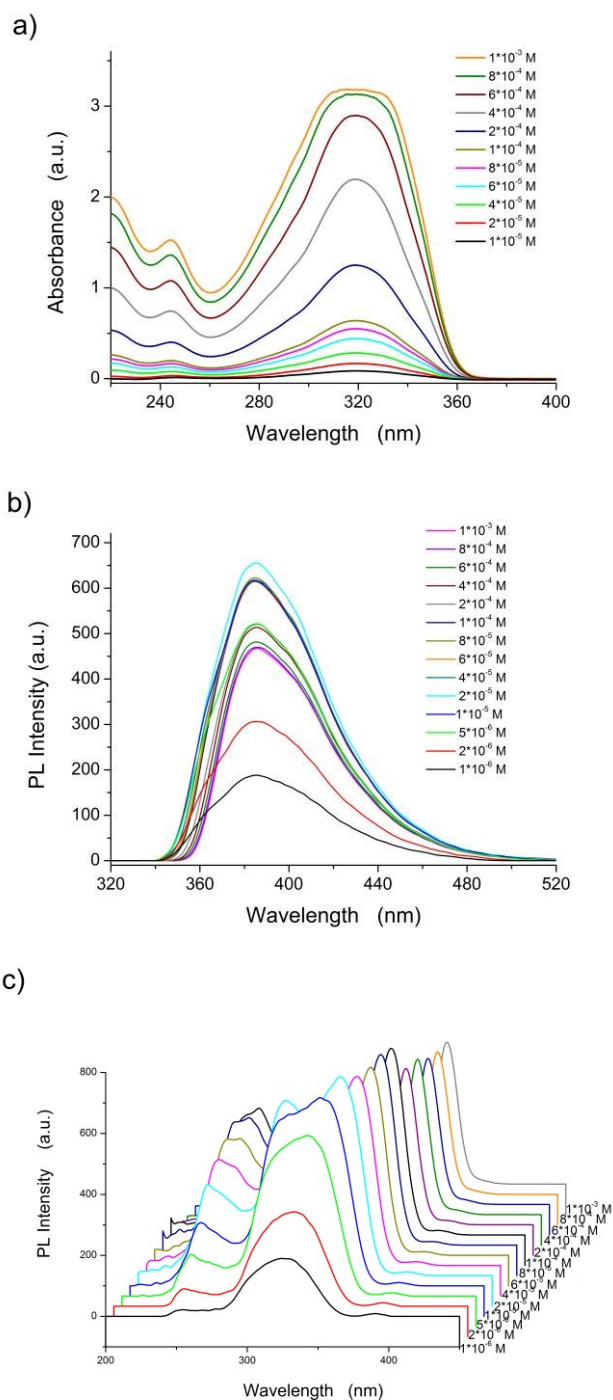 a)
Absorbance (a.u.)
3
2
1
0
240 280 320 360 400
Wavelength (nm)
1*10⁻³ M
8*10⁻⁴ M
6*10⁻⁴ M
4*10⁻⁴ M
2*10⁻⁴ M
1*10⁻⁴ M
8*10⁻⁵ M
6*10⁻⁵ M
4*10⁻⁵ M
2*10⁻⁵ M
1*10⁻⁵ M
b)
PL Intensity (a.u.)
700
600
500
400
300
200
100
0
320 360 400 440 480 520
Wavelength (nm)
1*10⁻³ M
8*10⁻⁴ M
6*10⁻⁴ M
4*10⁻⁴ M
2*10⁻⁴ M
1*10⁻⁴ M
8*10⁻⁵ M
6*10⁻⁵ M
4*10⁻⁵ M
2*10⁻⁵ M
1*10⁻⁵ M
5*10⁻⁶ M
2*10⁻⁶ M
1*10⁻⁶ M
c)
PL Intensity (a.u.)
800
600
400
200
0
200 300 400
Wavelength (nm)
1*10⁻³ M
1*10⁻⁶ M